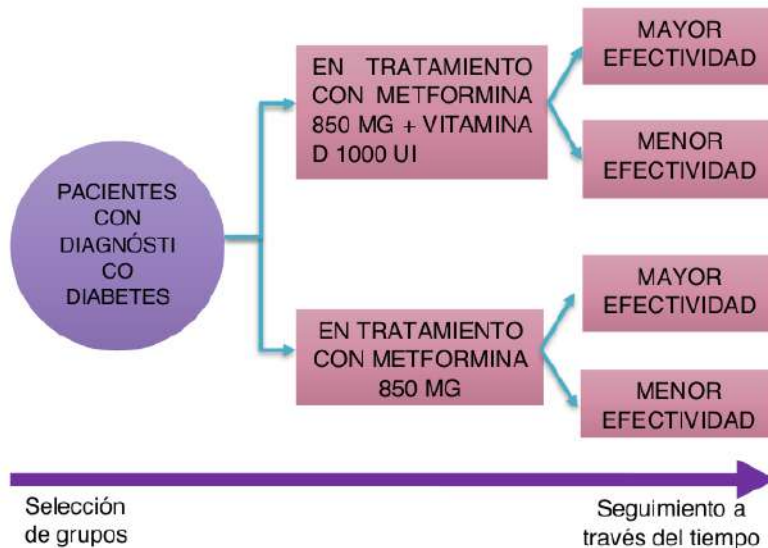 PACIENTES
CON
DIAGNÓSTI
CO
DIABETES
EN TRATAMIENTO
CON METFORMINA
850 MG + VITAMINA
D 1000 UI
MAYOR
EFECTIVIDAD
MENOR
EFECTIVIDAD
EN TRATAMIENTO
CON METFORMINA
850 MG
MAYOR
EFECTIVIDAD
MENOR
EFECTIVIDAD
Selección
de grupos
Seguimiento a
través del tiempo